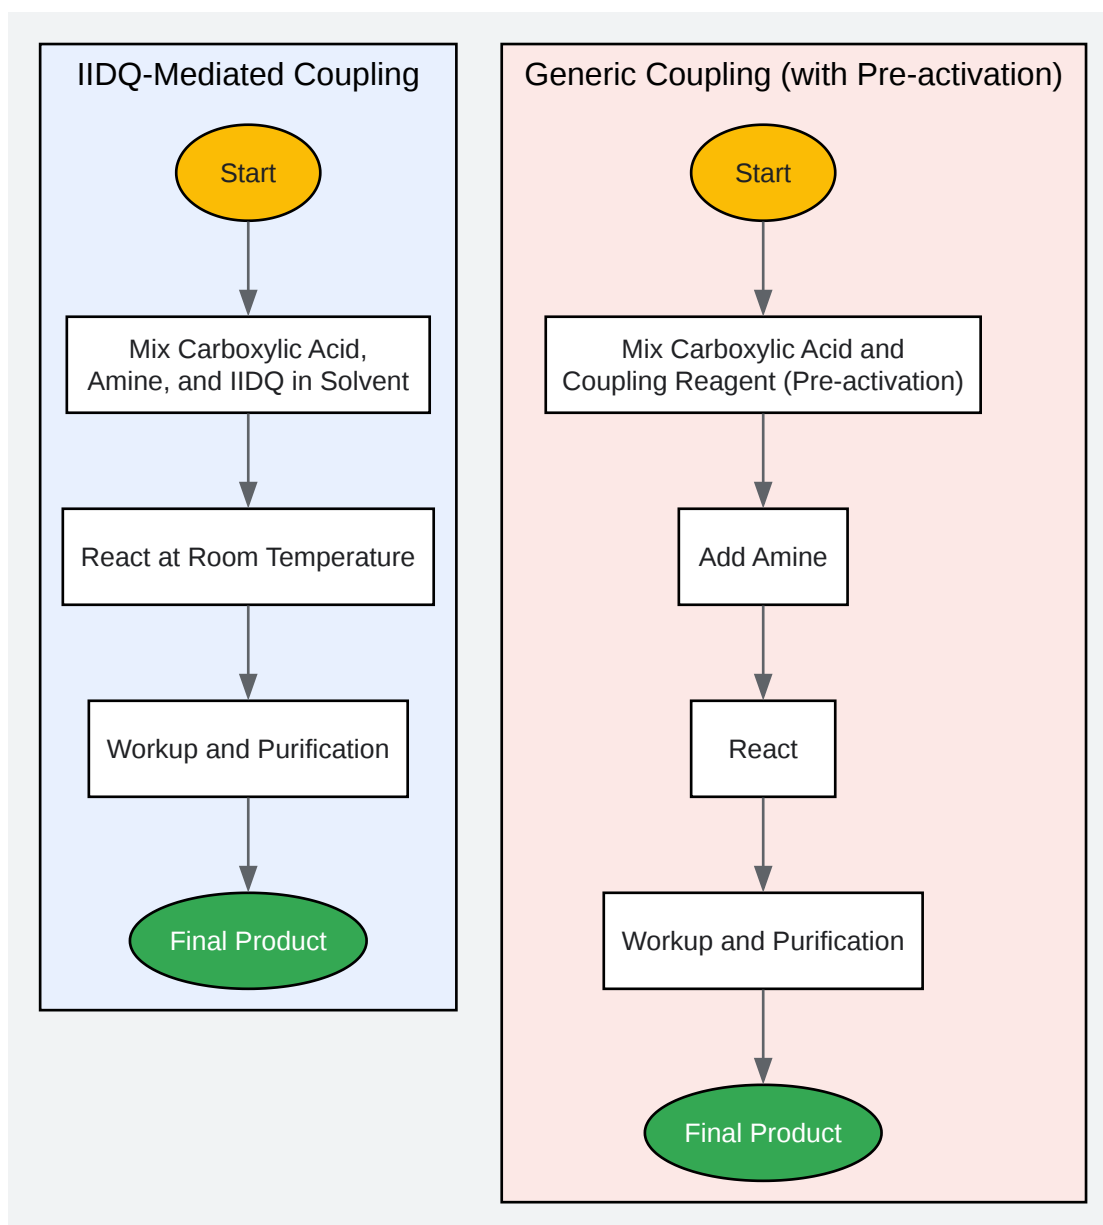 IIDQ-Mediated Coupling
Start
Mix Carboxylic Acid,
Amine, and IIDQ in Solvent
React at Room Temperature
Workup and Purification
Final Product
Generic Coupling (with Pre-activation)
Start
Mix Carboxylic Acid and
Coupling Reagent (Pre-activation)
Add Amine
React
Workup and Purification
Final Product